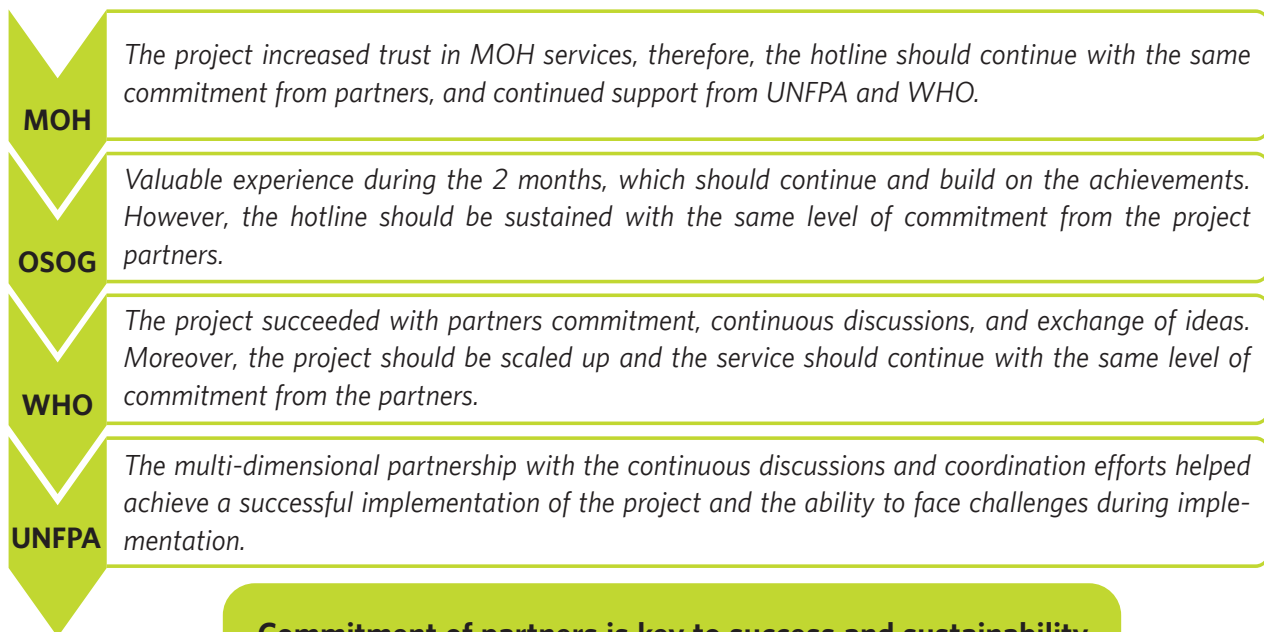 The project increased trust in MOH services, therefore, the hotline should continue with the same
commitment from partners, and continued support from UNFPA and WHO.
MOH
Valuable experience during the 2 months, which should continue and build on the achievements.
However, the hotline should be sustained with the same level of commitment from the project
partners.
OSOG
The project succeeded with partners commitment, continuous discussions, and exchange of ideas.
Moreover, the project should be scaled up and the service should continue with the same level of
commitment from the partners.
WHO
The multi-dimensional partnership with the continuous discussions and coordination efforts helped
achieve a successful implementation of the project and the ability to face challenges during imple-
mentation.
UNFPA
Commitment of partners is key to success and sustainability